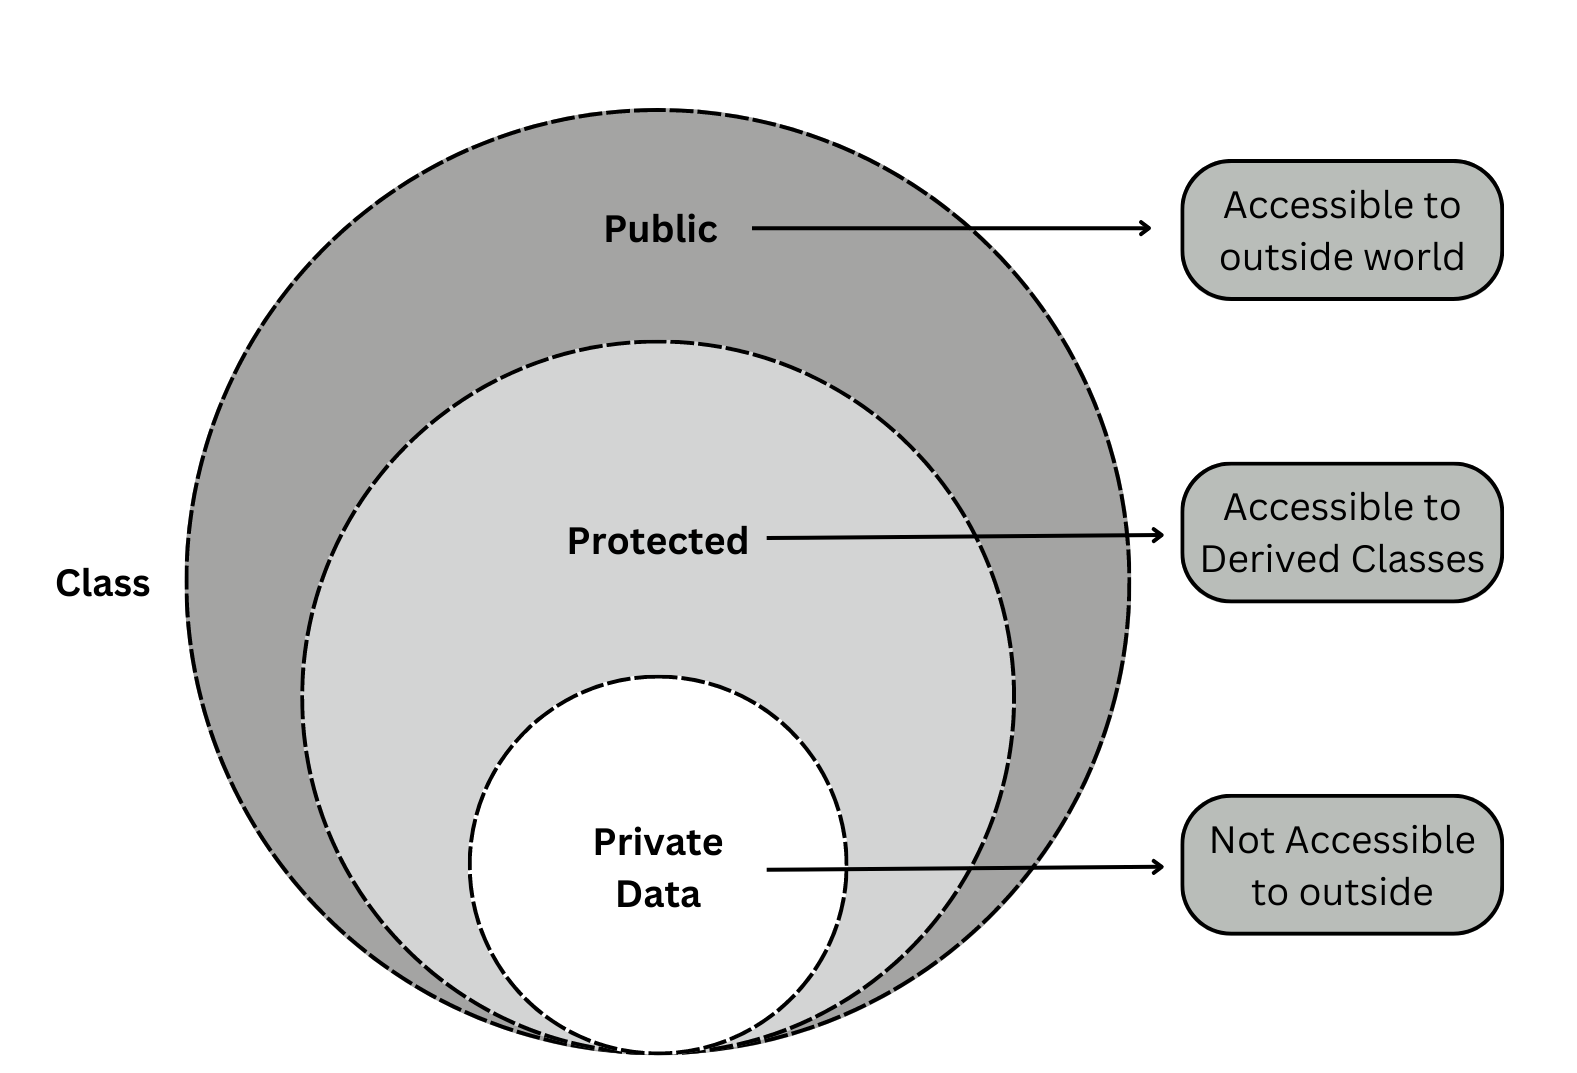 Public
Accessible to
outside world
Protected
Accessible to
Derived Classes
Class
Private
Data
Not Accessible
to outside